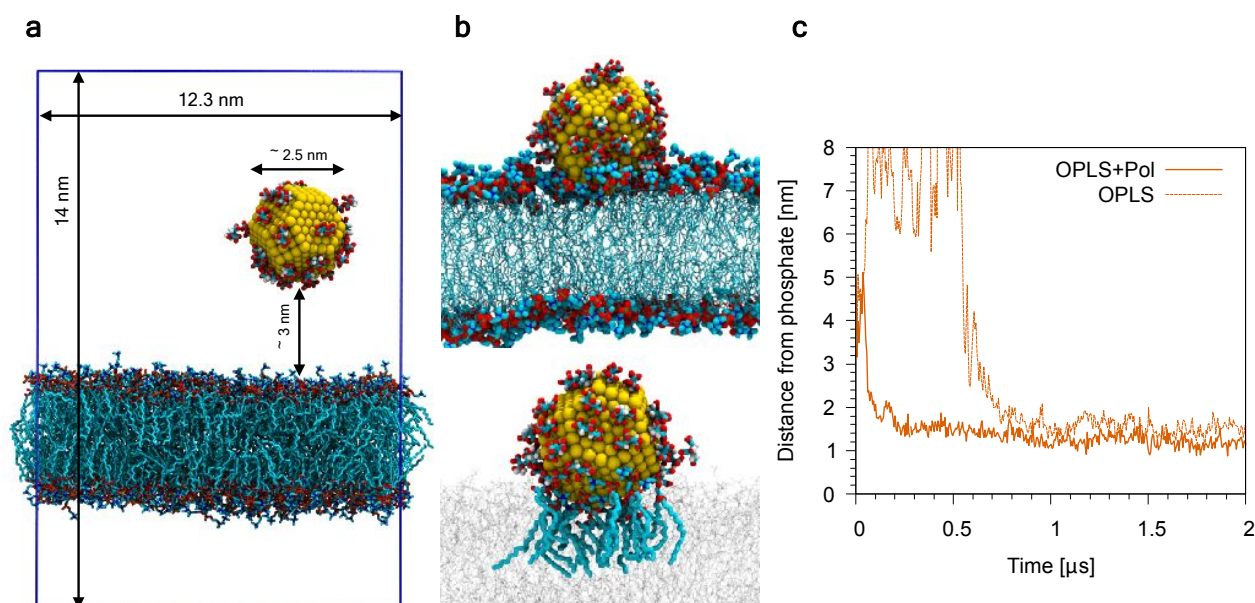 a
12.3 nm
~ 2.5 nm
14 nm
~ 3 nm
b
c
OPLS+Pol
OPLS
Distance from phosphate [nm]
8
7
6
5
4
3
2
1
0
0
0.5
1
1.5
2
Time [µs]